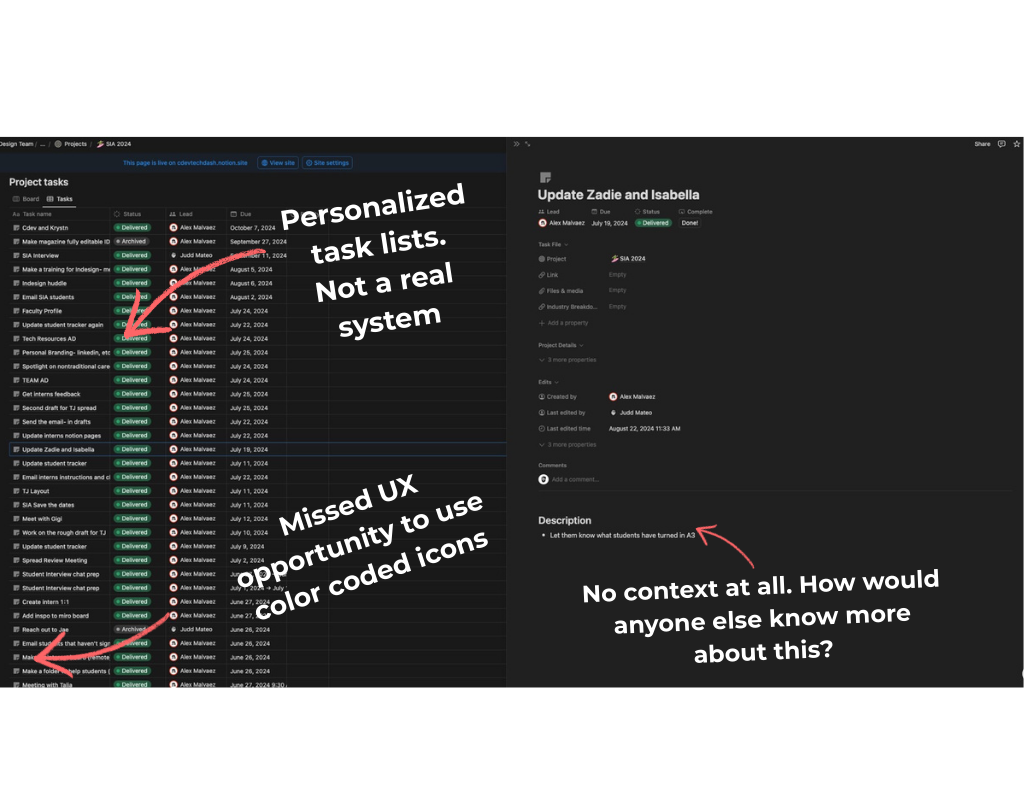 Design Team / ... / Projects / SIA 2024
This page is live on cdevtechdash.notion.site View site Site settings
Project tasks
Board Tasks
Aa Task name Status Lead Due
Cdev and Krystn Delivered Alex Malvaez October 7, 2024
Make magazine fully editable ID Archived Alex Malvaez September 27, 2024
SIA Interview Delivered Judd Mateo 11, 2024
Make a training for Indesign- Delivered Alex Malvaez August 5, 2024
Indesign huddle Delivered Alex Malvaez August 6, 2024
Email SIA students Delivered Alex Malvaez August 2, 2024
Faculty Profile Alex Malvaez July 24, 2024
Update student tracker again Alex Malvaez July 22, 2024
Tech Resources AD Delivered Alex Malvaez July 24, 2024
Personal Branding- linkedin, etc Delivered Alex Malvaez July 25, 2024
Spotlight on nontraditional care Delivered Alex Malvaez July 24, 2024
TEAM AD Delivered Alex Malvaez July 24, 2024
Get interns feedback Delivered Alex Malvaez July 25, 2024
Second draft for TJ spread Delivered Alex Malvaez July 25, 2024
Send the email- in drafts Delivered Alex Malvaez July 22, 2024
Update interns notion pages Delivered Alex Malvaez July 22, 2024
Update Zadie and Isabella Delivered Alex Malvaez July 19, 2024
Update student tracker Delivered Alex Malvaez July 11, 2024
Email interns instructions and Delivered Alex Malvaez July 22, 2024
TJ Layout Delivered Alex Malvaez July 11, 2024
SIA Save the dates Delivered Alex Malvaez July 11, 2024
Meet with Gigi Delivered Alex Malvaez July 12, 2024
Work on the rough draft for TJ Delivered Alex Malvaez July 10, 2024
Update student tracker Delivered Alex Malvaez July 9, 2024
Spread Review Meeting Delivered Alex Malvaez July 2, 2024
Student Interview chat prep Delivered Alex Malvaez
Student Interview chat prep Delivered Alex Malvaez July 1, 2024 → July
Create intern 1:1 Delivered Alex Malvaez June 27,
Add inspo to miro board Delivered Alex Malvaez June 27,
Reach out to Jae Archived Judd Mateo June 26, 2024
Email students that haven't sign Delivered Alex Malvaez June 26, 2024
Delivered Alex Malvaez June 26, 2024
Make a folder to help students ( Delivered Alex Malvaez June 26, 2024
Meeting with Talia Delivered Alex Malvaez June 27, 2024 9:30
Personalized
task lists.
Not a real
system
Missed UX
opportunity to use
color coded icons
Share
Update Zadie and Isabella
Lead Due Status Complete
Alex Malvaez July 19, 2024 Delivered Done!
Task File
Project SIA 2024
Link Empty
Files & media Empty
Industry Breakdo... Empty
+ Add a property
Project Details
3 more properties
Edits
Created by Alex Malvaez
Last edited by Judd Mateo
Last edited time August 22, 2024 11:33 AM
3 more properties
Comments
Add a comment...
Description
• Let them know what students have turned in A3
No context at all. How would
anyone else know more
about this?